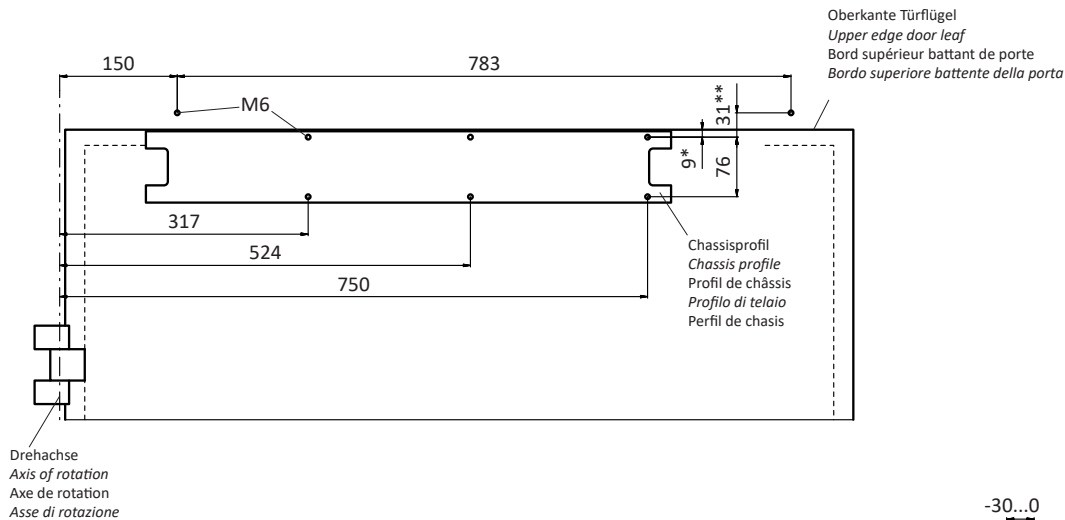 Oberkante Türflügel
Upper edge door leaf
Bord supérieur battant de porte
Bordo superiore battente della porta
150
783
M6
31**
9*
76
317
524
750
Chassisprofil
Chassis profile
Profil de châssis
Profilo di telaio
Perfil de chasis
Drehachse
Axis of rotation
Axe de rotation
Asse di rotazione
-30...0